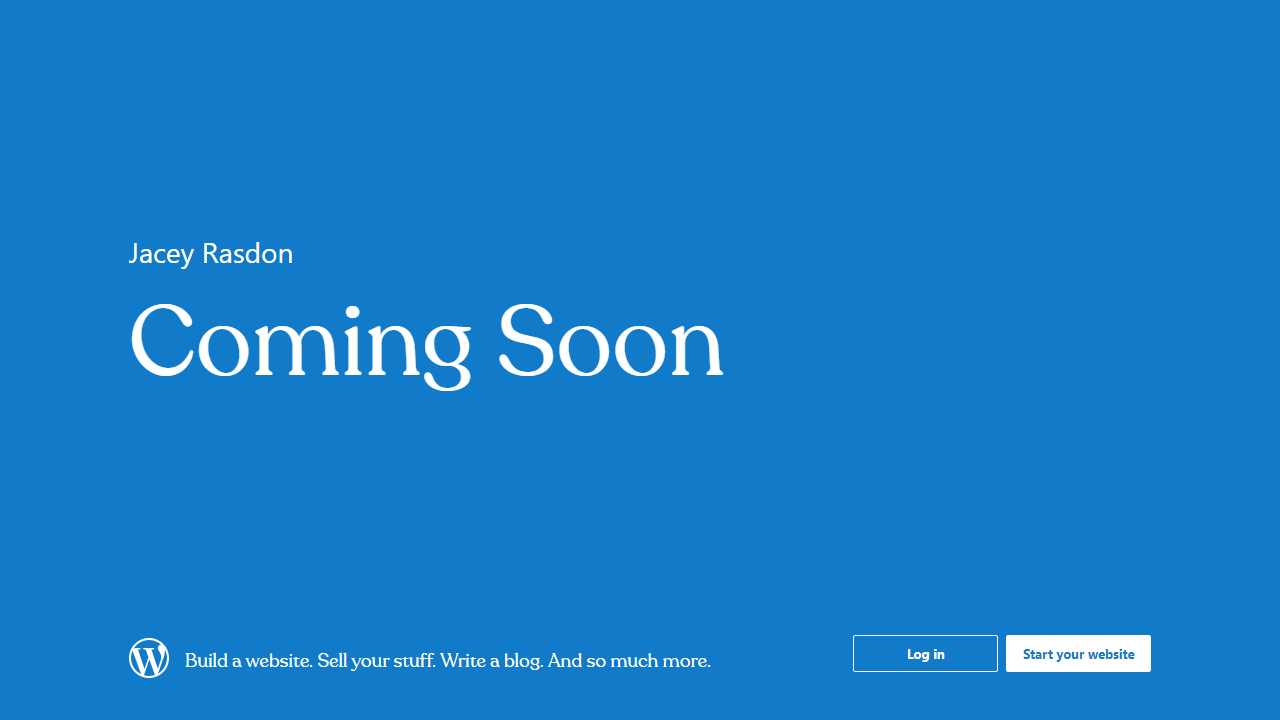 Jacey Rasdon
Coming Soon
Build a website. Sell your stuff. Write a blog. And so much more.
Log in
Start your website